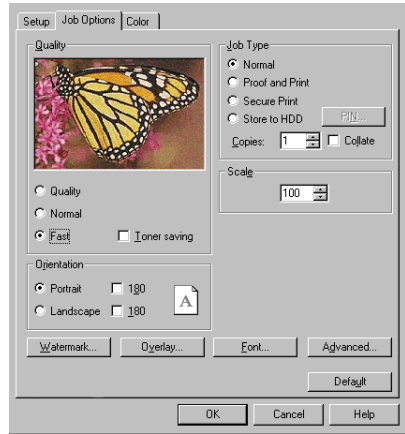 Setup Job Options Color
Quality
Quality
Normal
Fast Toner saving
Orientation
Portrait 180
Landscape 180
A
Job Type
Normal
Proof and Print
Secure Print
Store to HDD PIN...
Copies: 1 Collate
Scale
100
Watermark... Overlay... Font... Advanced...
Default
OK Cancel Help